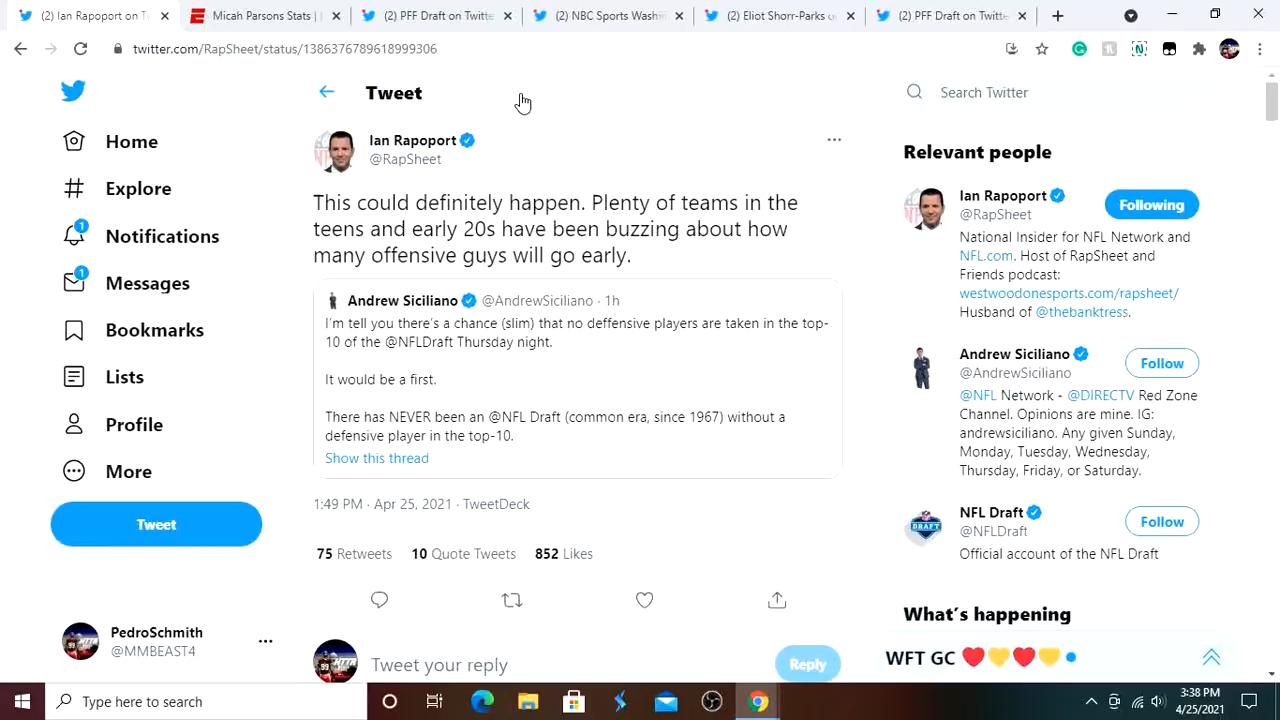 (2) Ian Rapoport on T
Micah Parsons Stats |
(2) PFF Draft on Twitte
(2) NBC Sports Washin
(2) Eliot Shorr-Parks o
(2) PFF Draft on Twitte
twitter.com/RapSheet/status/1386376789618999306
Home
Explore
1
Notifications
1
Messages
Bookmarks
Lists
Profile
More
Tweet
PedroSchmith
@MMBEAST4
Tweet
Ian Rapoport
@RapSheet
This could definitely happen. Plenty of teams in the
teens and early 20s have been buzzing about how
many offensive guys will go early.
Andrew Siciliano @AndrewSiciliano · 1h
I'm tell you there's a chance (slim) that no deffensive players are taken in the top-
10 of the @NFLDraft Thursday night.
It would be a first.
There has NEVER been an @NFL Draft (common era, since 1967) without a
defensive player in the top-10.
Show this thread
1:49 PM · Apr 25, 2021 · TweetDeck
75 Retweets 10 Quote Tweets 852 Likes
Tweet your reply
Reply
Search Twitter
Relevant people
Ian Rapoport
@RapSheet
Following
National Insider for NFL Network and
NFL.com. Host of RapSheet and
Friends podcast:
westwoodonesports.com/rapsheet/
Husband of @thebanktress.
Andrew Siciliano
@AndrewSiciliano
Follow
@NFL Network - @DIRECTV Red Zone
Channel. Opinions are mine. IG:
andrewsiciliano. Any given Sunday,
Monday, Tuesday, Wednesday,
Thursday, Friday, or Saturday.
NFL Draft
@NFLDraft
Follow
Official account of the NFL Draft
What's happening
WFT GC
Type here to search
3:38 PM
4/25/2021